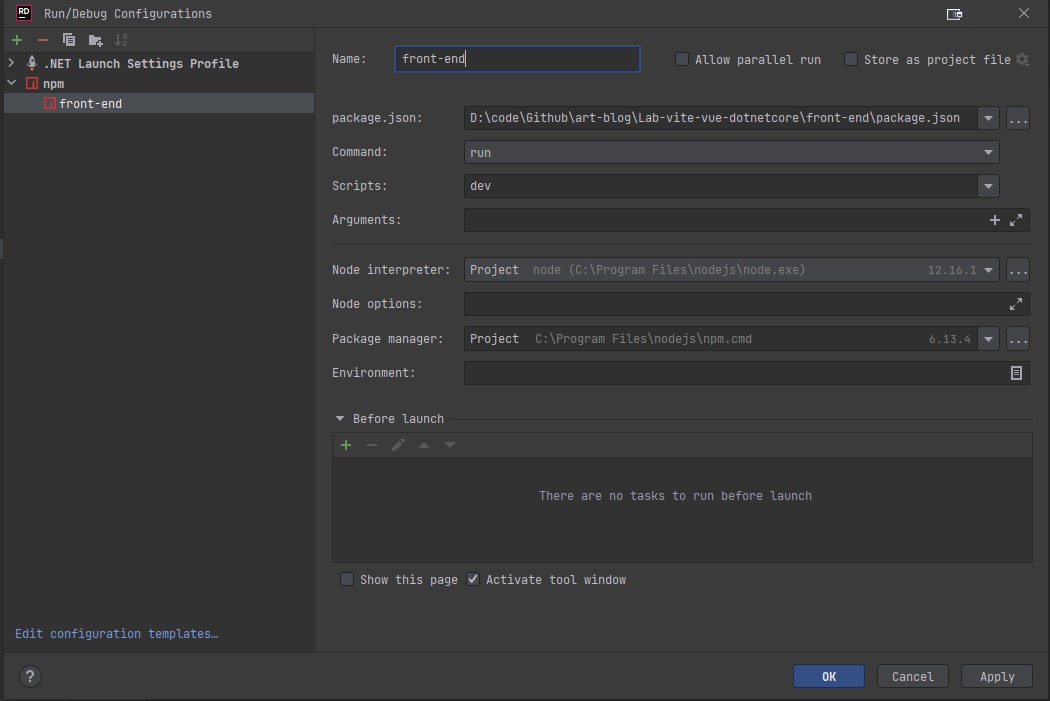 RD Run/Debug Configurations
.NET Launch Settings Profile
npm
front-end
Edit configuration templates…
Name: front-end Allow parallel run Store as project file
package.json: D:\code\Github\art-blog\Lab-vite-vue-dotnetcore\front-end\package.json ...
Command: run
Scripts: dev
Arguments:
Node interpreter: Project node (C:\Program Files\nodejs\node.exe) 12.16.1 ...
Node options:
Package manager: Project C:\Program Files\nodejs\npm.cmd 6.13.4 ...
Environment:
Before launch
There are no tasks to run before launch
Show this page Activate tool window
? OK Cancel Apply